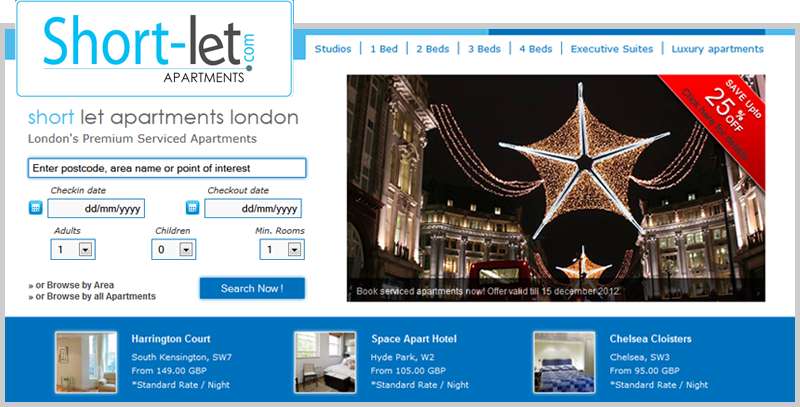 Short-let.com
APARTMENTS
Studios | 1 Bed | 2 Beds | 3 Beds | 4 Beds | Executive Suites | Luxury apartments
short let apartments london
London's Premium Serviced Apartments
Enter postcode, area name or point of interest
Checkin date
Checkout date
dd/mm/yyyy
dd/mm/yyyy
Adults
Children
Min. Rooms
1
0
1
» or Browse by Area
» or Browse by all Apartments
Search Now !
SAVE Upto
25% OFF
Click here for details
Book serviced apartments now! Offer valid till 15 december 2012.
Harrington Court
South Kensington, SW7
From 149.00 GBP
*Standard Rate / Night
Space Apart Hotel
Hyde Park, W2
From 105.00 GBP
*Standard Rate / Night
Chelsea Cloisters
Chelsea, SW3
From 95.00 GBP
*Standard Rate / Night